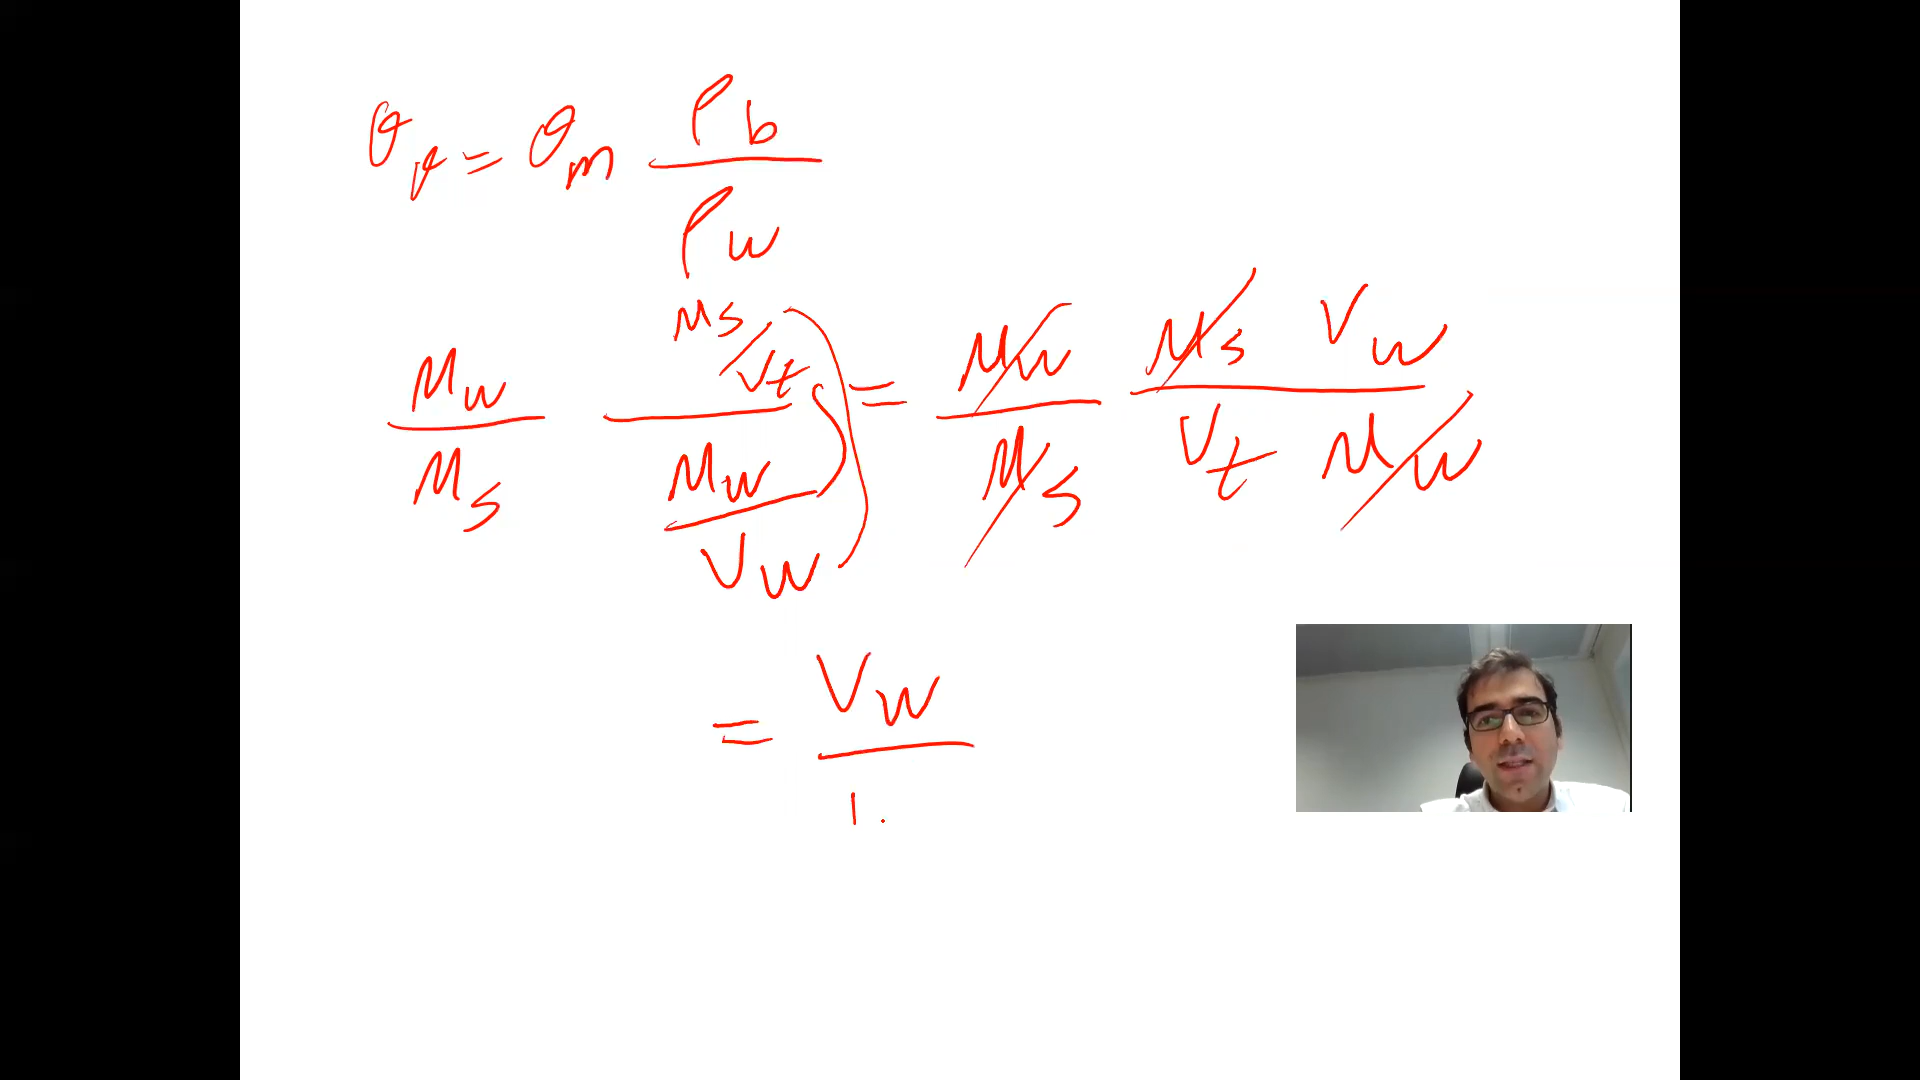 θv = θm ρb / ρw
Mw / Ms (Ms/Vt) / (Mw/Vw) = Mw / Ms Ms Vw / Vt Mw
= Vw /